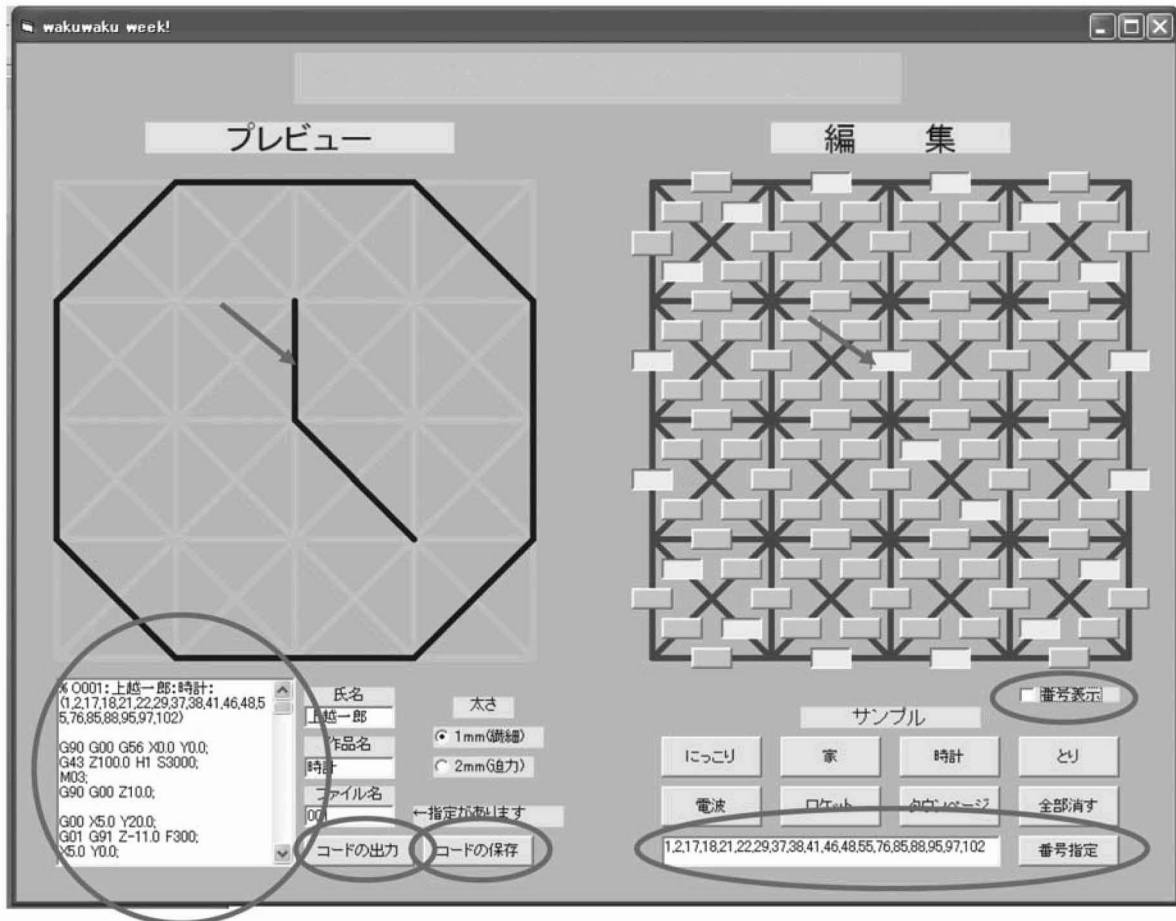 wakuwaku week!
プレビュー
編 集
% O001:上越一郎:時計:
(1,2,17,18,21,22,29,37,38,41,46,48,5
5,76,85,88,95,97,102)
G90 G00 G56 X0.0 Y0.0;
G43 Z100.0 H1 S3000;
M03;
G90 G00 Z10.0;
G00 X5.0 Y20.0;
G01 G91 Z-11.0 F300;
X5.0 Y0.0;
氏名
上越一郎
作品名
時計
ファイル名
001
コードの出力
太さ
1mm(繊細)
2mm(迫力)
←指定があります
コードの保存
番号表示
サンプル
にっこり
家
時計
とり
電波
ロケット
タウンページ
全部消す
1,2,17,18,21,22,29,37,38,41,46,48,55,76,85,88,95,97,102
番号指定